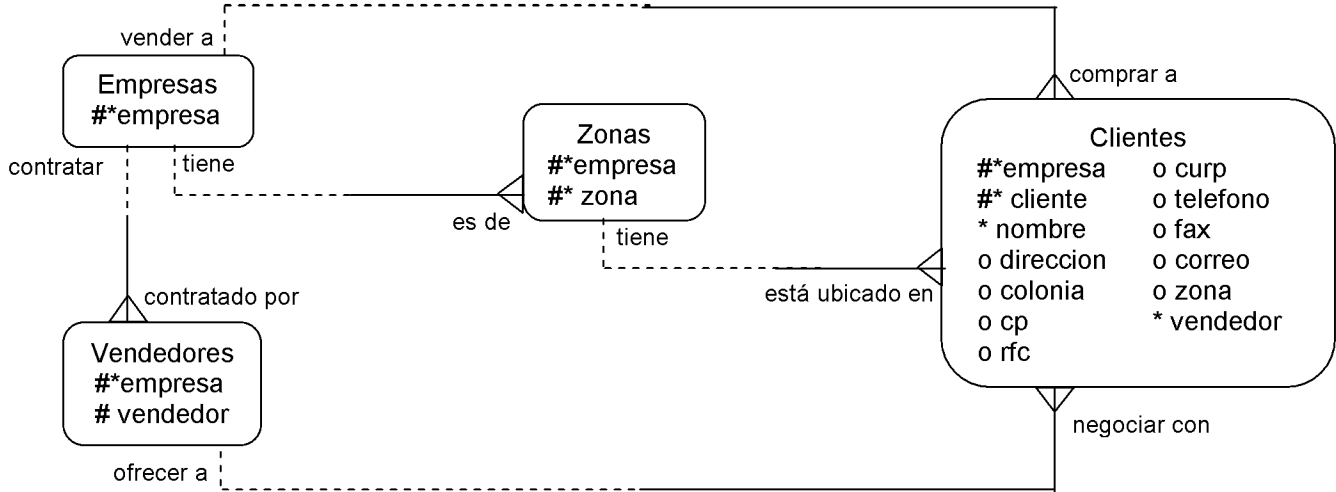 vender a
comprar a
Empresas
#*empresa
contratar
tiene
Zonas
#*empresa
#* zona
es de
tiene
Clientes
#*empresa
#* cliente
* nombre
o direccion
o colonia
o cp
o rfc
o curp
o telefono
o fax
o correo
o zona
* vendedor
está ubicado en
contratado por
Vendedores
#*empresa
# vendedor
ofrecer a
negociar con